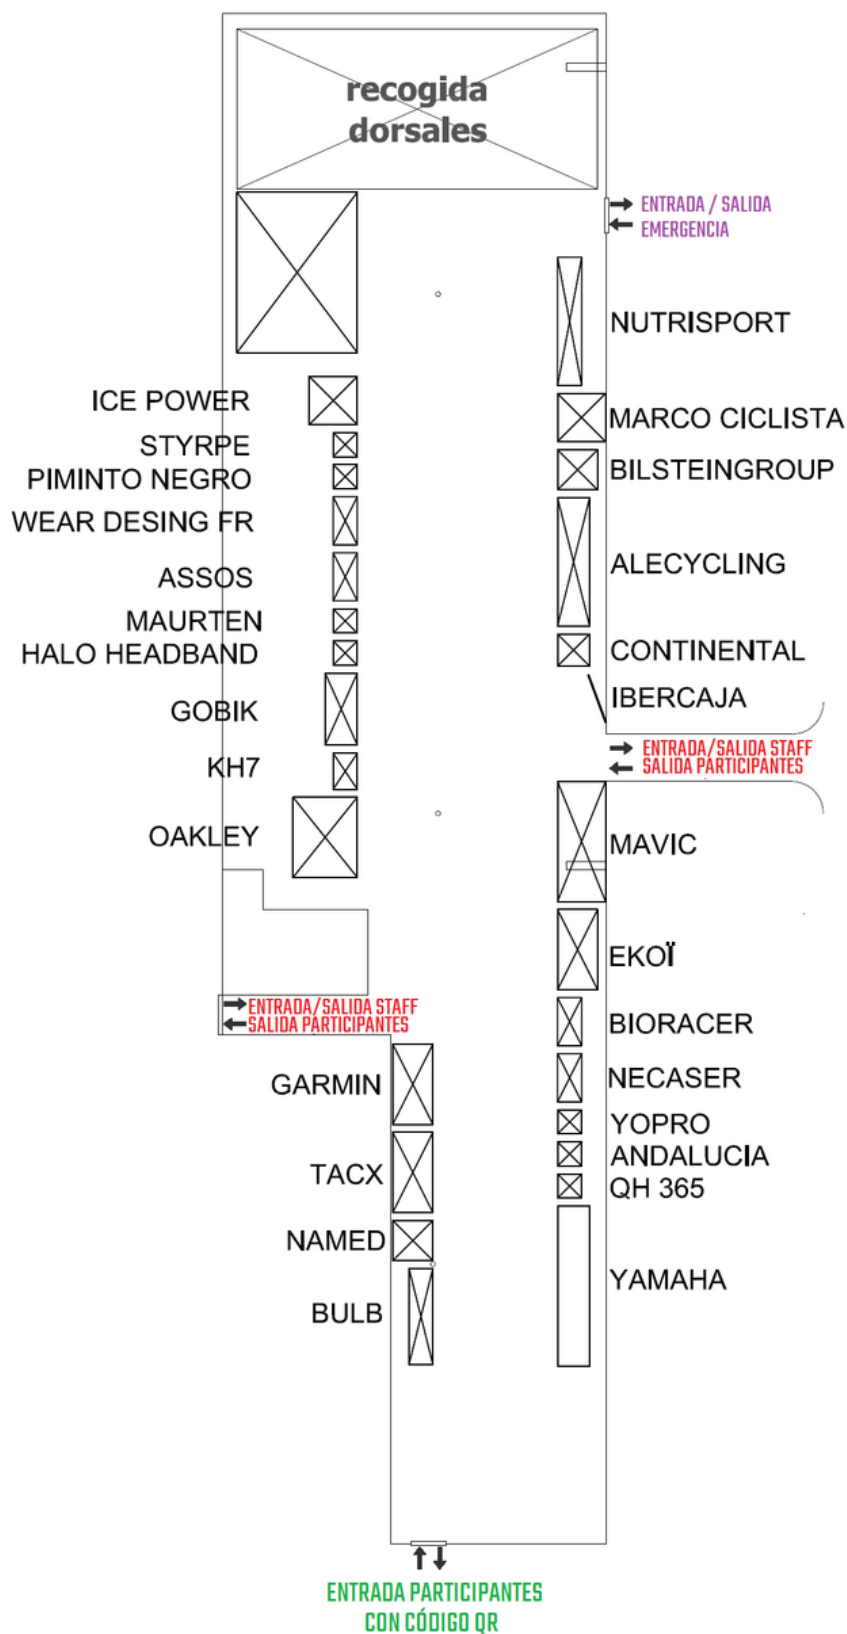 recogida
dorsales
ENTRADA / SALIDA
EMERGENCIA
NUTRISPORT
ICE POWER
MARCO CICLISTA
STYRPE
BILSTEINGROUP
PIMINTO NEGRO
WEAR DESING FR
ALECYCLING
ASSOS
MAURTEN
HALO HEADBAND
CONTINENTAL
IBERCAJA
GOBIK
ENTRADA/SALIDA STAFF
SALIDA PARTICIPANTES
KH7
OAKLEY
MAVIC
EKOÏ
ENTRADA/SALIDA STAFF
SALIDA PARTICIPANTES
BIORACER
GARMIN
NECASER
YOPRO
ANDALUCIA
TACX
QH 365
NAMED
YAMAHA
BULB
ENTRADA PARTICIPANTES
CON CÓDIGO QR